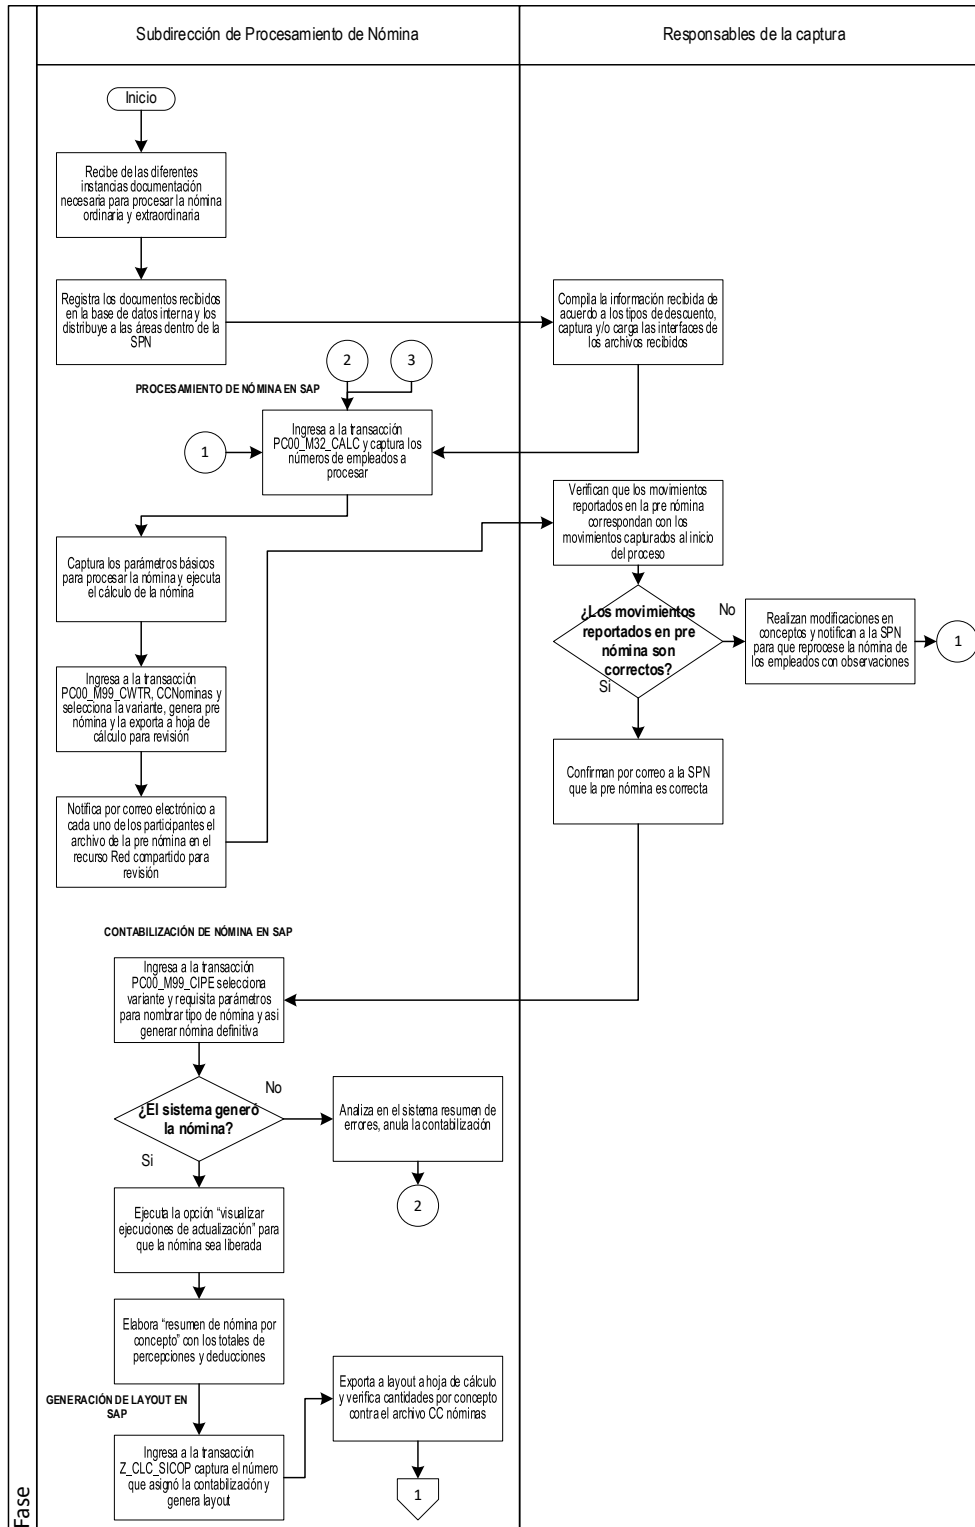 Subdirección de Procesamiento de Nómina
Responsables de la captura
Inicio
Recibe de las diferentes
instancias documentación
necesaria para procesar la nómina
ordinaria y extraordinaria
Registra los documentos recibidos
en la base de datos interna y los
distribuye a las áreas dentro de la
SPN
Compila la información recibida de
acuerdo a los tipos de descuento,
captura y/o carga las interfaces de
los archivos recibidos
2
3
PROCESAMIENTO DE NÓMINA EN SAP
1
Ingresa a la transacción
PC00_M32_CALC y captura los
números de empleados a
procesar
Verifican que los movimientos
reportados en la pre nómina
correspondan con los
movimientos capturados al inicio
del proceso
Captura los parámetros básicos
para procesar la nómina y ejecuta
el cálculo de la nómina
¿Los movimientos
reportados en pre
nómina son
correctos?
No
Si
Realizan modificaciones en
conceptos y notifican a la SPN
para que reprocese la nómina de
los empleados con observaciones
1
Ingresa a la transacción
PC00_M99_CWTR, CCNominas y
selecciona la variante, genera pre
nómina y la exporta a hoja de
cálculo para revisión
Confirman por correo a la SPN
que la pre nómina es correcta
Notifica por correo electrónico a
cada uno de los participantes el
archivo de la pre nómina en el
recurso Red compartido para
revisión
CONTABILIZACIÓN DE NÓMINA EN SAP
Ingresa a la transacción
PC00_M99_CIPE selecciona
variante y requisita parámetros
para nombrar tipo de nómina y asi
generar nómina definitiva
¿El sistema generó
la nómina?
No
Si
Analiza en el sistema resumen de
errores, anula la contabilización
2
Ejecuta la opción “visualizar
ejecuciones de actualización” para
que la nómina sea liberada
Elabora “resumen de nómina por
concepto” con los totales de
percepciones y deducciones
GENERACIÓN DE LAYOUT EN
SAP
Exporta a layout a hoja de cálculo
y verifica cantidades por concepto
contra el archivo CC nóminas
Ingresa a la transacción
Z_CLC_SICOP captura el número
que asignó la contabilización y
genera layout
1
Fase